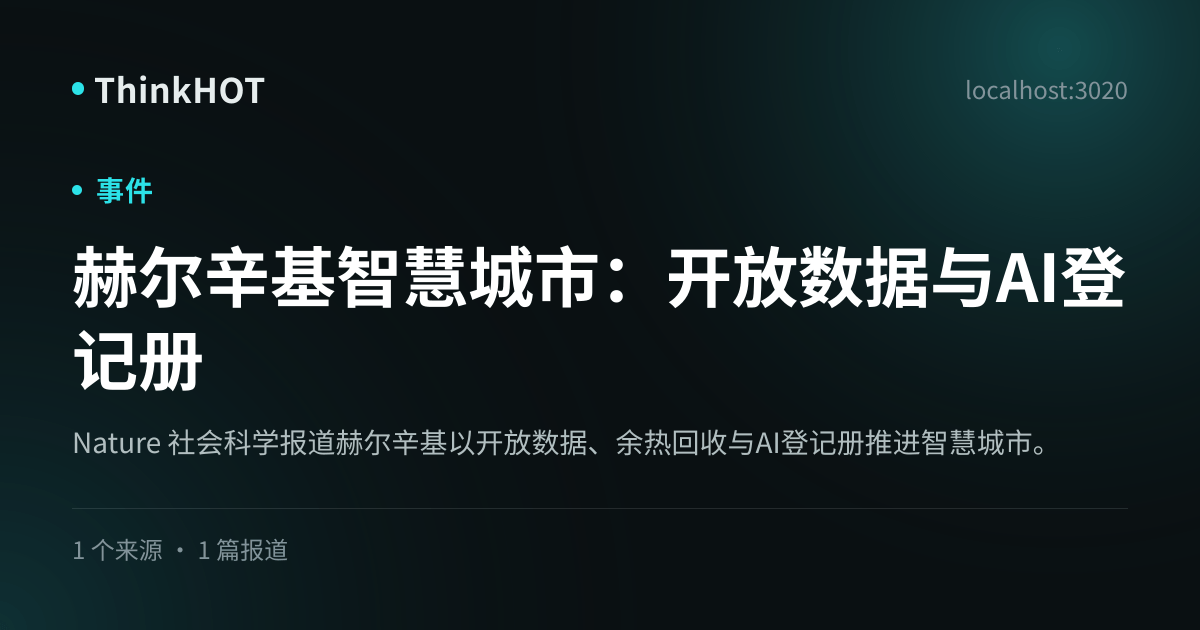 ThinkHOT
localhost:3020
事件
赫尔辛基智慧城市：开放数据与AI登
记册
Nature 社会科学报道赫尔辛基以开放数据、余热回收与AI登记册推进智慧城市。
1 个来源 · 1 篇报道